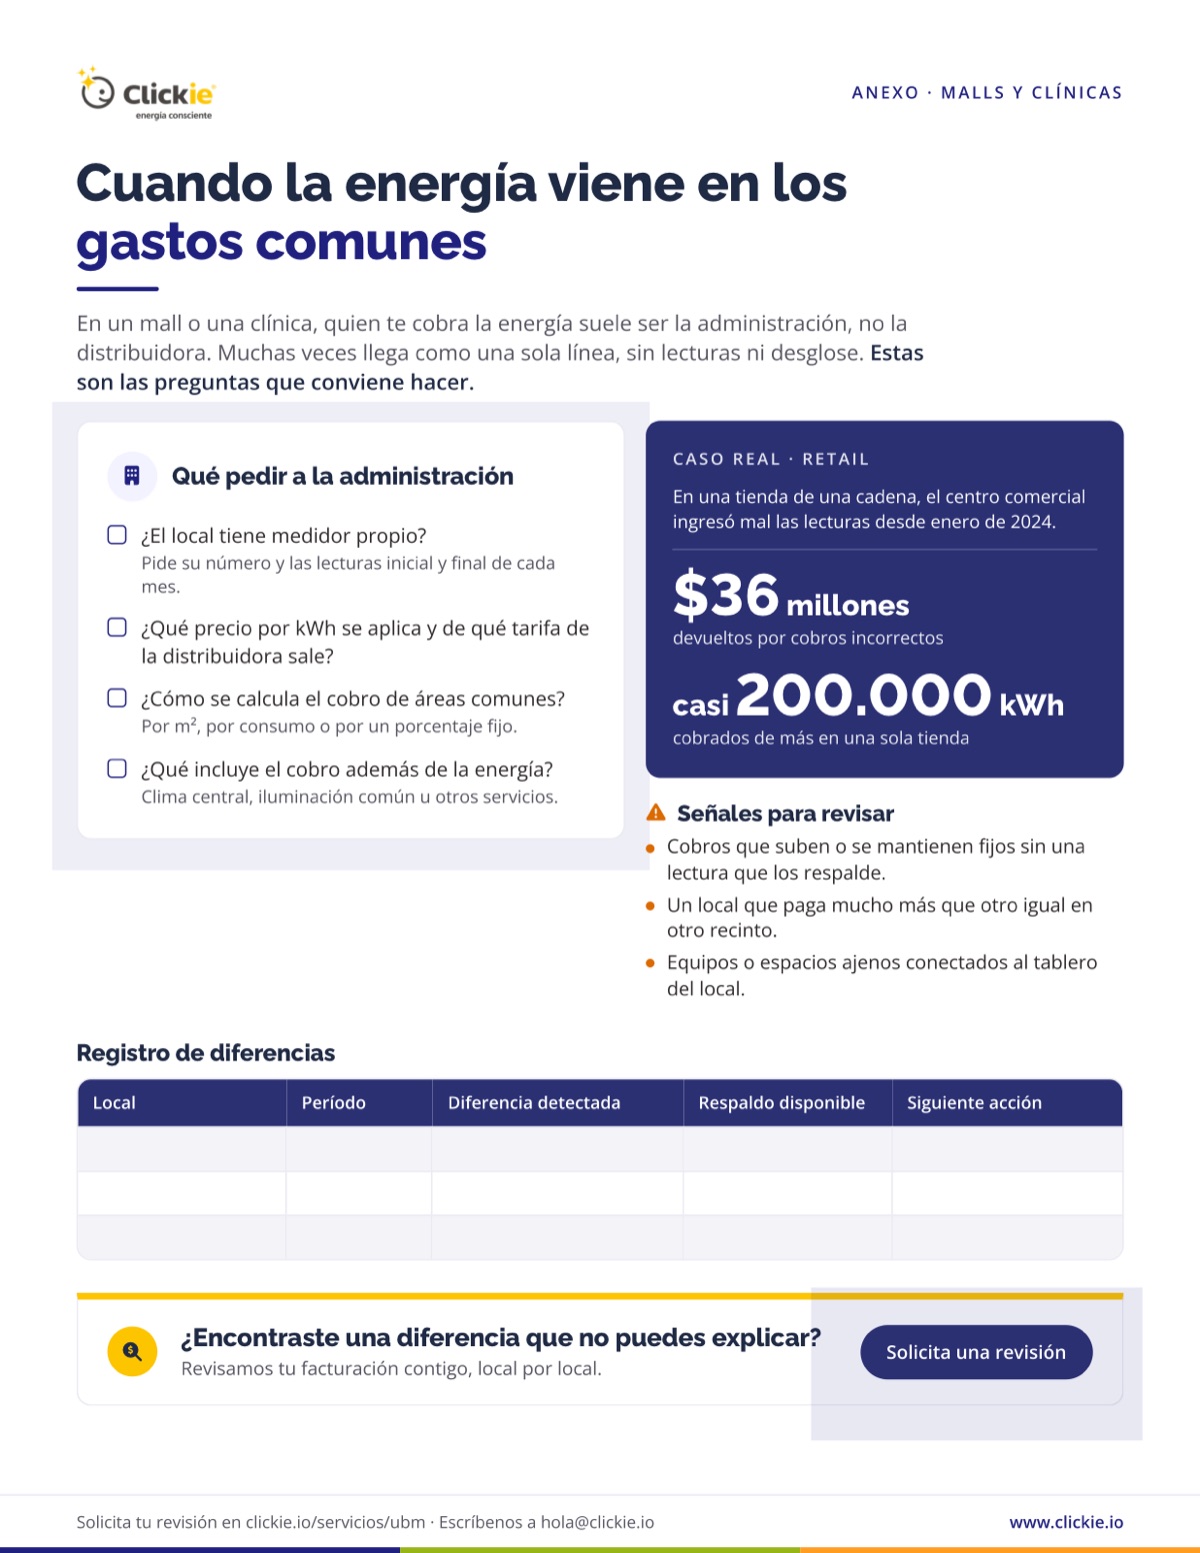 Clickie
energía consciente
ANEXO · MALLS Y CLÍNICAS
Cuando la energía viene en los
gastos comunes
En un mall o una clínica, quien te cobra la energía suele ser la administración, no la
distribuidora. Muchas veces llega como una sola línea, sin lecturas ni desglose. Estas
son las preguntas que conviene hacer.
Qué pedir a la administración
¿El local tiene medidor propio?
Pide su número y las lecturas inicial y final de cada
mes.
¿Qué precio por kWh se aplica y de qué tarifa de
la distribuidora sale?
¿Cómo se calcula el cobro de áreas comunes?
Por m², por consumo o por un porcentaje fijo.
¿Qué incluye el cobro además de la energía?
Clima central, iluminación común u otros servicios.
CASO REAL · RETAIL
En una tienda de una cadena, el centro comercial
ingresó mal las lecturas desde enero de 2024.
$36 millones
devueltos por cobros incorrectos
casi 200.000 kWh
cobrados de más en una sola tienda
Señales para revisar
Cobros que suben o se mantienen fijos sin una
lectura que los respalde.
Un local que paga mucho más que otro igual en
otro recinto.
Equipos o espacios ajenos conectados al tablero
del local.
Registro de diferencias
Local Período Diferencia detectada Respaldo disponible Siguiente acción
¿Encontraste una diferencia que no puedes explicar?
Revisamos tu facturación contigo, local por local.
Solicita una revisión
Solicita tu revisión en clickie.io/servicios/ubm · Escríbenos a hola@clickie.io
www.clickie.io